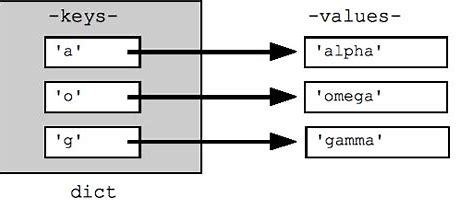 -keys- -values-
'a' 'alpha'
'o' 'omega'
'g' 'gamma'
dict